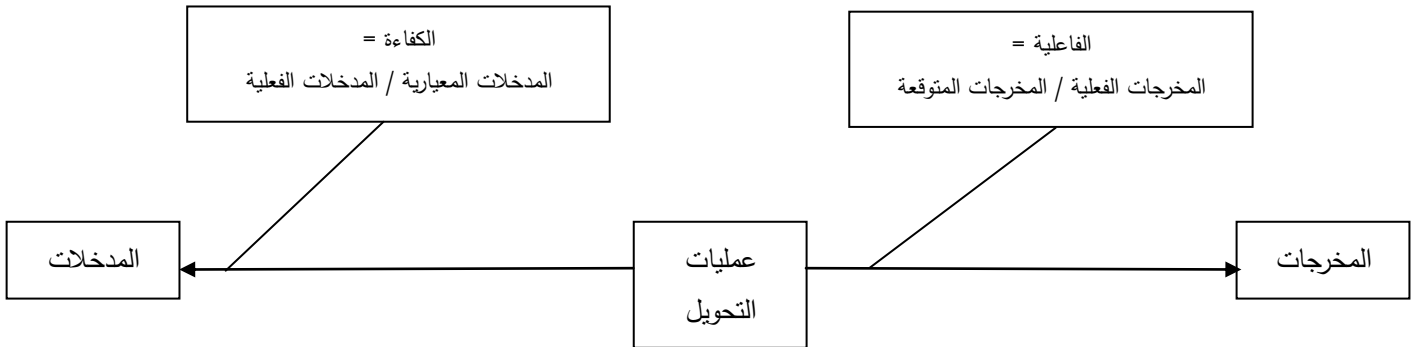 الفاعلية =
المخرجات الفعلية / المخرجات المتوقعة
الكفاءة =
المدخلات المعيارية / المدخلات الفعلية
المخرجات
عمليات
التحويل
المدخلات